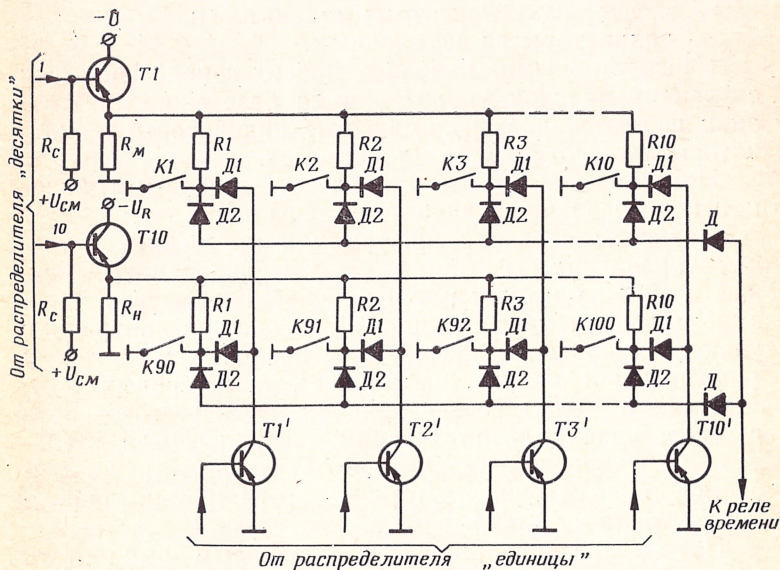 -U
От распределителя „десятки"
1
T1
Rс
Rм
+Uсм
K1
R1
Д1
Д2
K2
R2
Д1
Д2
K3
R3
Д1
Д2
K10
R10
Д1
Д2
Д
-UR
10
T10
Rс
Rн
+Uсм
K90
R1
Д1
Д2
K91
R2
Д1
Д2
K92
R3
Д1
Д2
K100
R10
Д1
Д2
Д
T1'
T2'
T3'
T10'
К реле
времени
От распределителя „единицы"